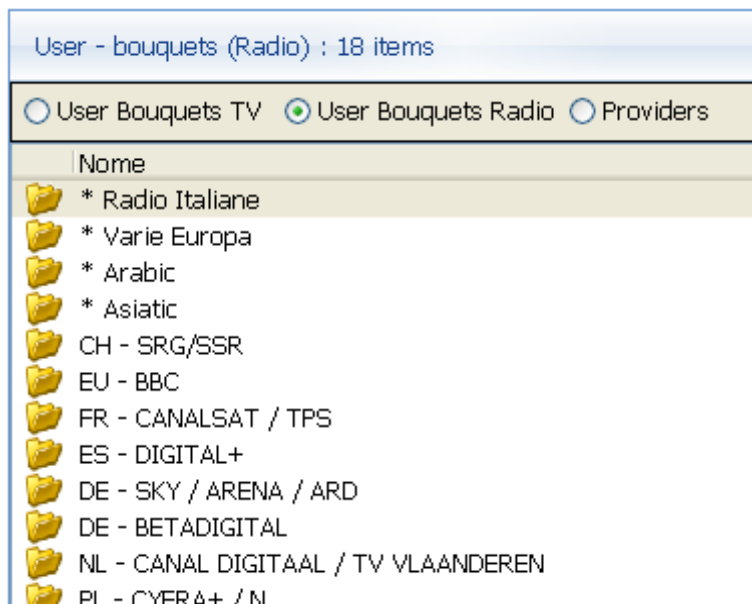 User - bouquets (Radio) : 18 items
User Bouquets TV User Bouquets Radio Providers
Nome
* Radio Italiane
* Varie Europa
* Arabic
* Asiatic
CH - SRG/SSR
EU - BBC
FR - CANALSAT / TPS
ES - DIGITAL+
DE - SKY / ARENA / ARD
DE - BETADIGITAL
NL - CANAL DIGITAAL / TV VLAANDEREN
PL - CYFRA+ / N